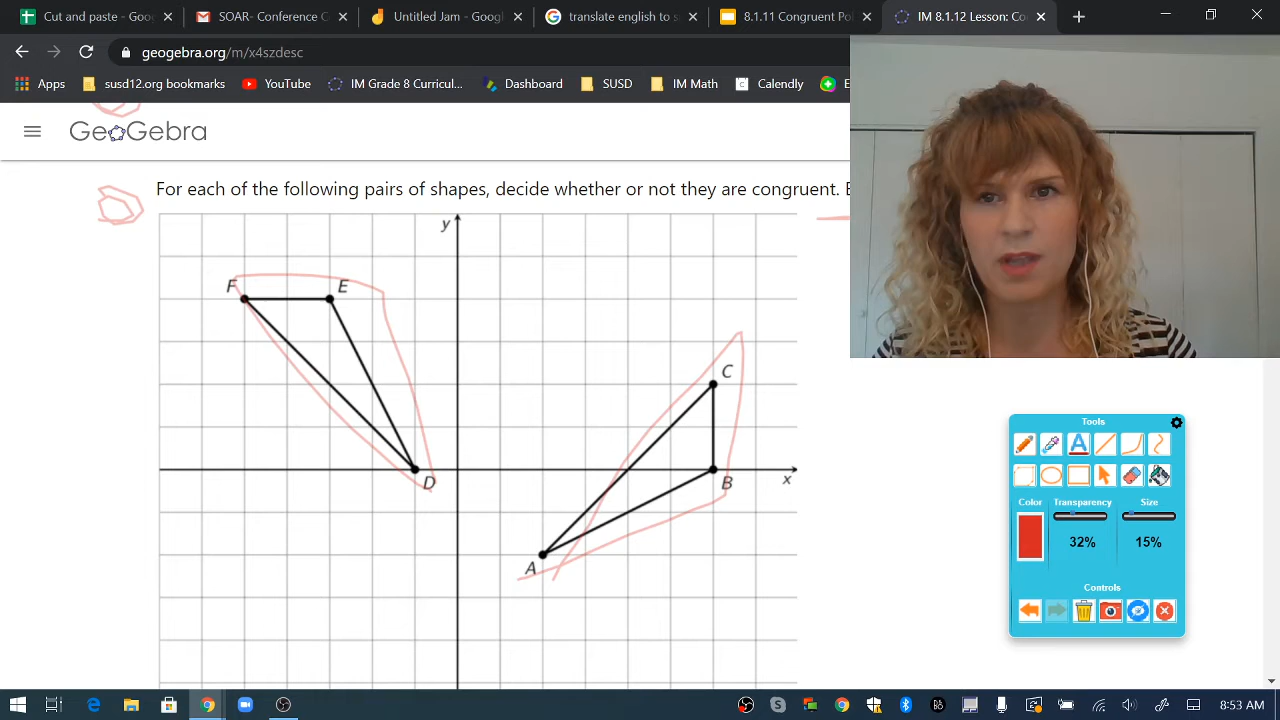 Cut and P
SOAR- Conference C
Untitled Jam - Googl
translate english to s
8.1.11 Congruent Po
IM 8.1.12 Lesson: Co
geogebra.org/m/x4szdesc
Apps
susd12.org bookmarks
YouTube
IM Grade 8 Curricul...
Dashboard
SUSD
IM Math
Calendly
E
GeoGebra
For each of the following pairs of shapes, decide whether or not they are congruent. E
y
F
E
C
D
B
x
A
Tools
A
Color
Transparency
Size
32%
15%
Controls
8:53 AM